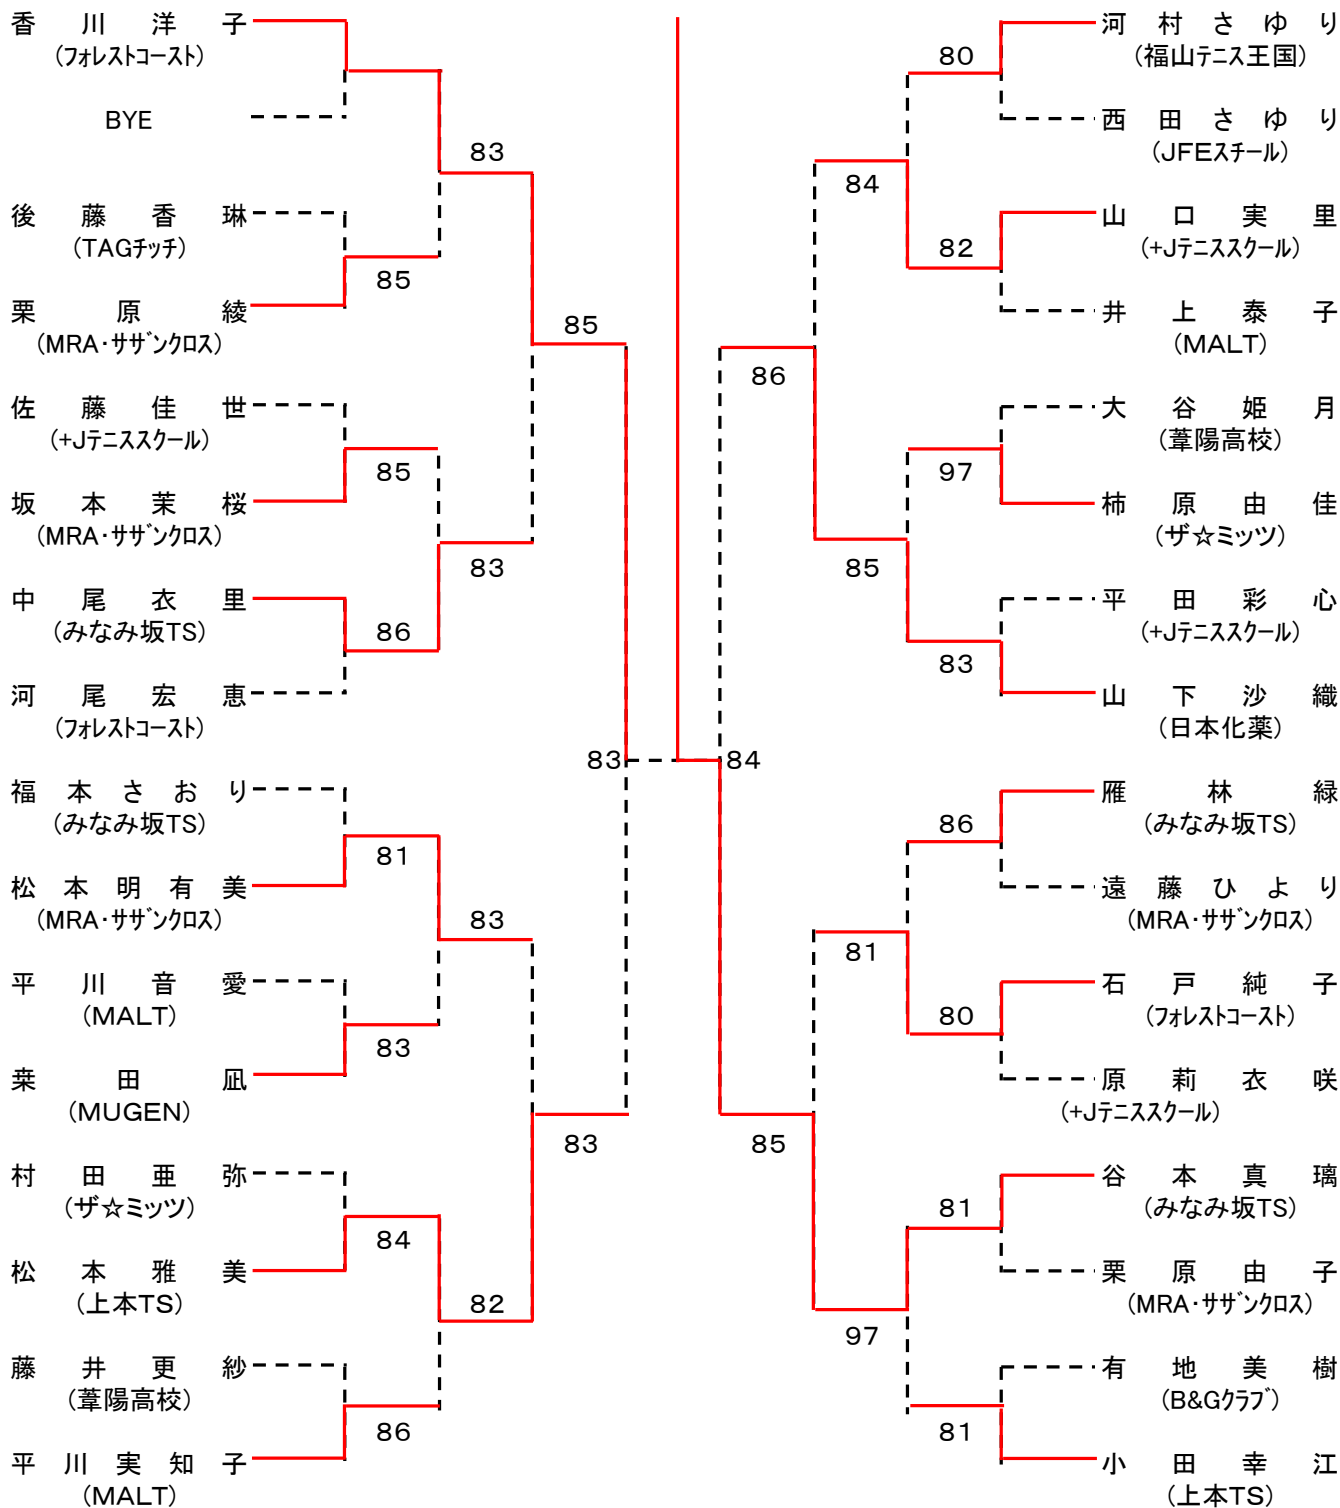 香川洋子
(フォレストコースト)
BYE
83
後藤香琳
(TAGチッチ)
85
栗原綾
(MRA・サザンクロス)
85
佐藤佳世
(+Jテニススクール)
85
坂本茉桜
(MRA・サザンクロス)
83
中尾衣里
(みなみ坂TS)
86
河尾宏恵
(フォレストコースト)
83
福本さおり
(みなみ坂TS)
81
松本明有美
(MRA・サザンクロス)
83
平川音愛
(MALT)
83
桒田凪
(MUGEN)
83
村田亜弥
(ザ☆ミッツ)
84
松本雅美
(上本TS)
82
藤井更紗
(葦陽高校)
86
平川実知子
(MALT)
河村さゆり
(福山テニス王国)
80
西田さゆり
(JFEスチール)
84
山口実里
(+Jテニススクール)
82
井上泰子
(MALT)
86
大谷姫月
(葦陽高校)
97
柿原由佳
(ザ☆ミッツ)
85
平田彩心
(+Jテニススクール)
83
山下沙織
(日本化薬)
84
雁林緑
(みなみ坂TS)
86
遠藤ひより
(MRA・サザンクロス)
81
石戸純子
(フォレストコースト)
80
原莉衣咲
(+Jテニススクール)
85
谷本真璃
(みなみ坂TS)
81
栗原由子
(MRA・サザンクロス)
97
有地美樹
(B&Gクラブ)
81
小田幸江
(上本TS)